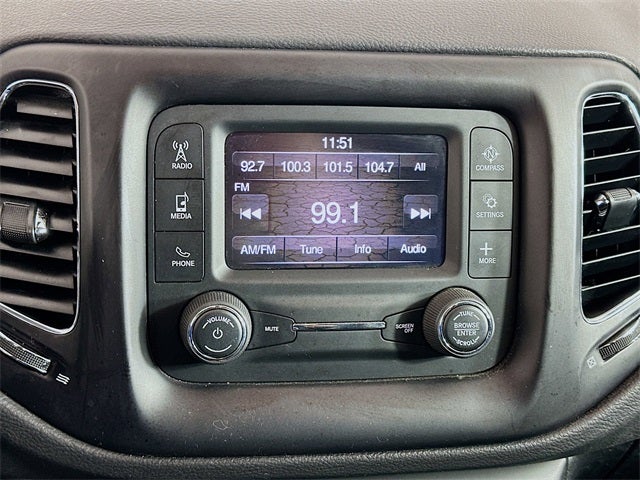 11:51
92.7 100.3 101.5 104.7 All
FM
99.1
AM/FM Tune Info Audio
RADIO
MEDIA
PHONE
N
COMPASS
SETTINGS
MORE
VOLUME
MUTE
SCREEN
OFF
TUNE
BROWSE
ENTER
SCROLL